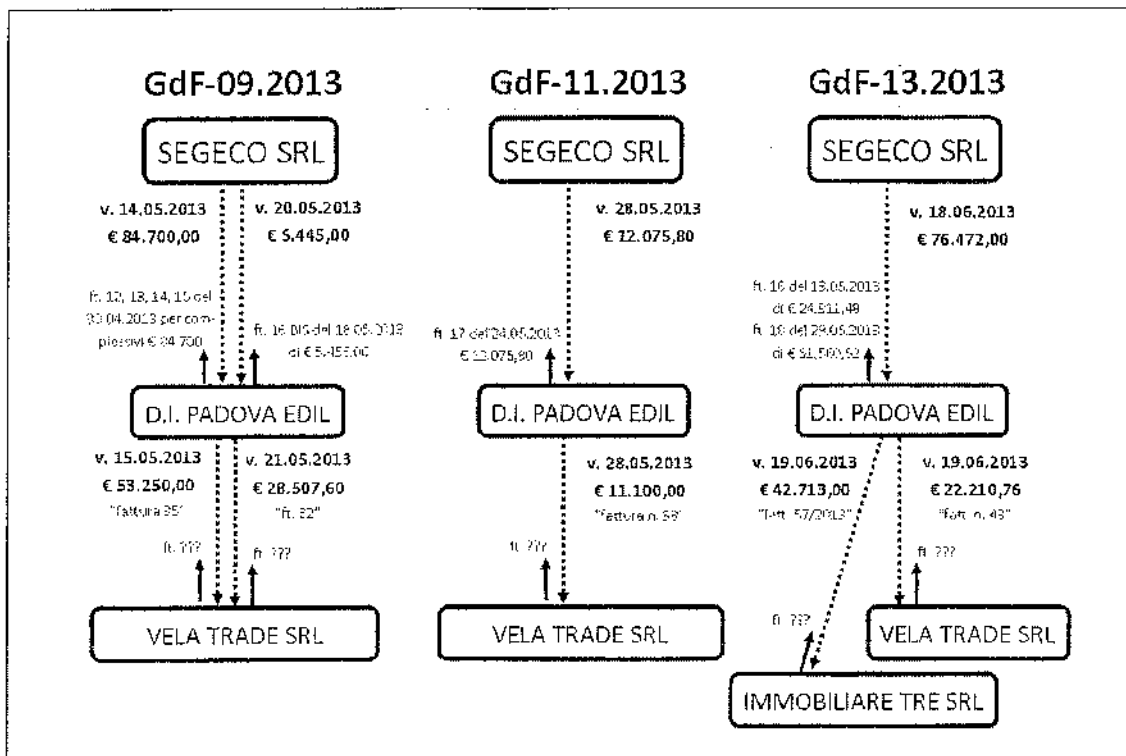 GdF-09.2013
SEGECO SRL
v. 14.05.2013
€ 84.700,00
v. 20.05.2013
€ 5.445,00
ft. 12, 13, 14, 15 del
30.04.2013 per com-
plessivi € 84.700
ft. 16 BIS del 18.05.2013
di € 5.455,00
D.I. PADOVA EDIL
v. 15.05.2013
€ 53.250,00
"fattura 35"
v. 21.05.2013
€ 28.507,60
"ft. 32"
ft. ???
ft. ???
VELA TRADE SRL
GdF-11.2013
SEGECO SRL
v. 28.05.2013
€ 12.075,80
ft. 17 del 24.05.2013
€ 12.075,80
D.I. PADOVA EDIL
v. 28.05.2013
€ 11.100,00
"fattura n. 38"
ft. ???
VELA TRADE SRL
GdF-13.2013
SEGECO SRL
v. 18.06.2013
€ 76.472,00
ft. 16 del 18.05.2013
di € 24.911,48
ft. 18 del 29.05.2013
di € 51.560,52
D.I. PADOVA EDIL
v. 19.06.2013
€ 42.713,00
"fatt. 57/2013"
v. 19.06.2013
€ 22.210,76
"fatt. n. 43"
ft. ???
ft. ???
VELA TRADE SRL
IMMOBILIARE TRE SRL